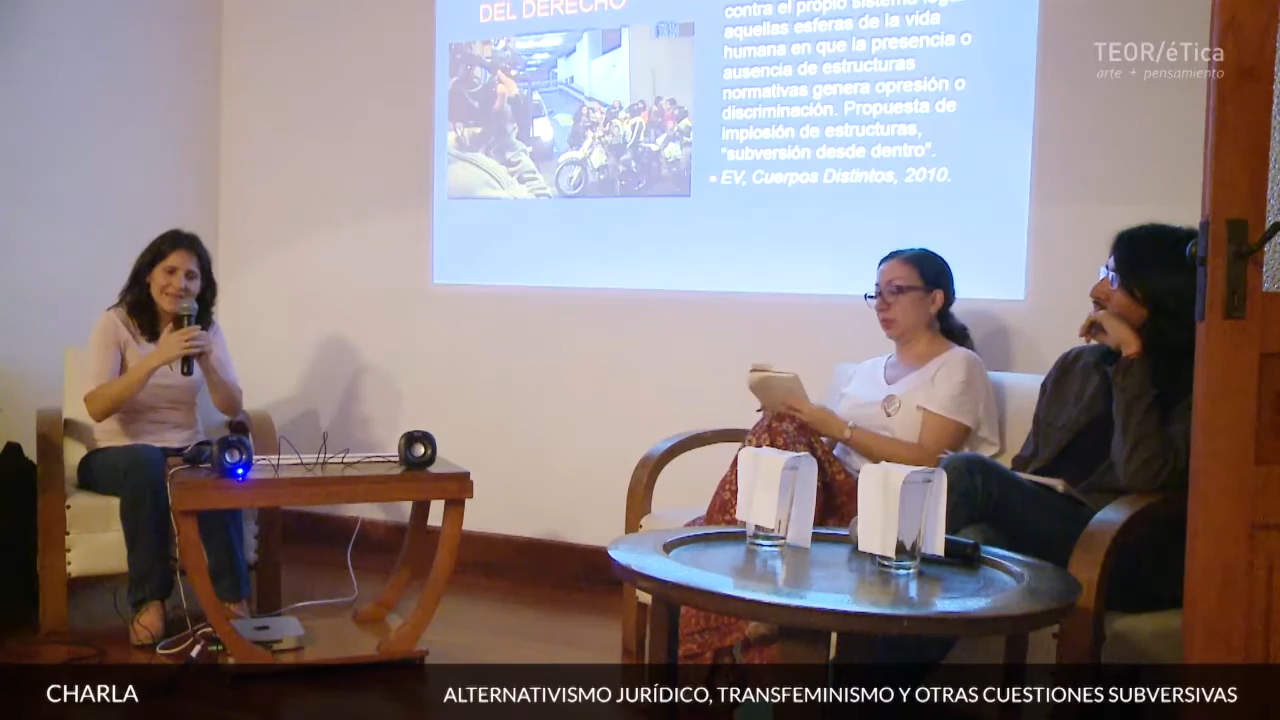 DEL DERECHO
contra el propio sistema
aquellas esferas de la vida
humana en que la presencia o
ausencia de estructuras
normativas genera opresión o
discriminación. Propuesta de
implosión de estructuras,
"subversión desde dentro".
• EV, Cuerpos Distintos, 2010.
TEOR/éTica
arte + pensamiento
CHARLA
ALTERNATIVISMO JURÍDICO, TRANSFEMINISMO Y OTRAS CUESTIONES SUBVERSIVAS